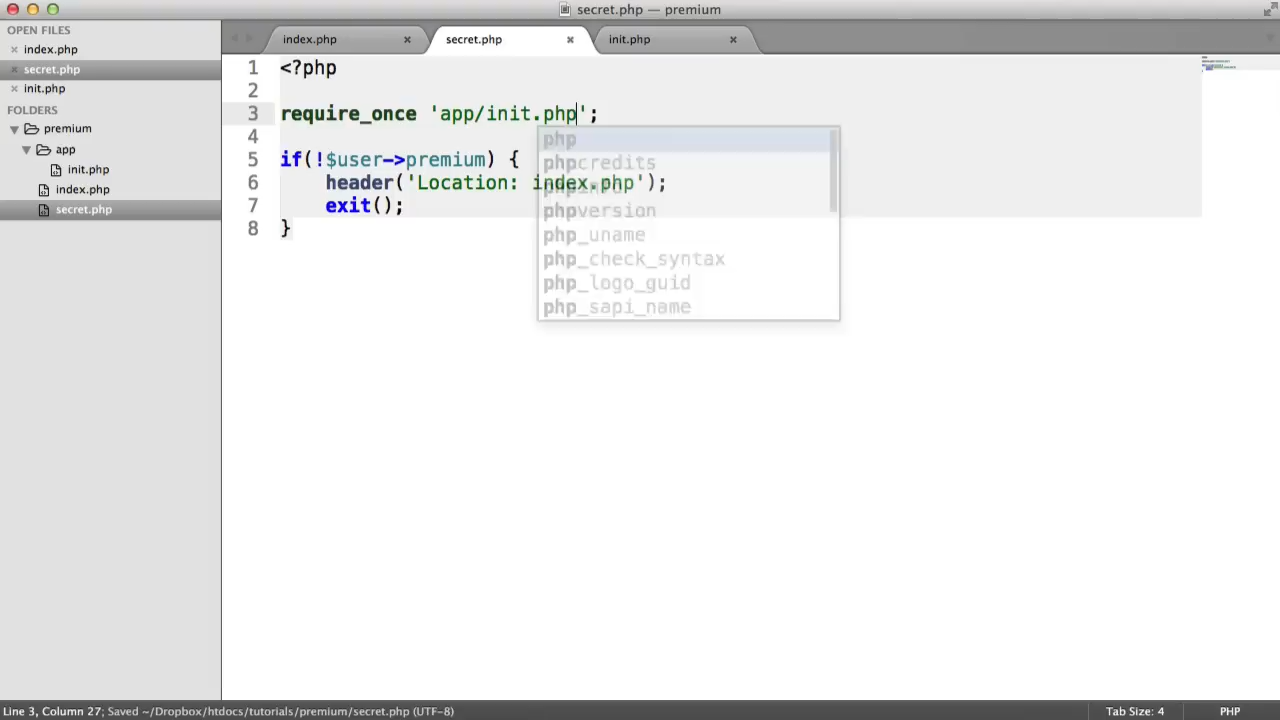 secret.php — premium
OPEN FILES
index.php
secret.php
init.php
FOLDERS
premium
app
init.php
index.php
secret.php
index.php
secret.php
init.php
1 <?php
2
3 require_once 'app/init.php';
4
5 if(!$user->premium) {
6 header('Location: index.php');
7 exit();
8 }
php
phpcredits
phpinfo
phpversion
php_uname
php_check_syntax
php_logo_guid
php_sapi_name
Line 3, Column 27; Saved ~/Dropbox/htdocs/tutorials/premium/secret.php (UTF-8)
Tab Size: 4
PHP